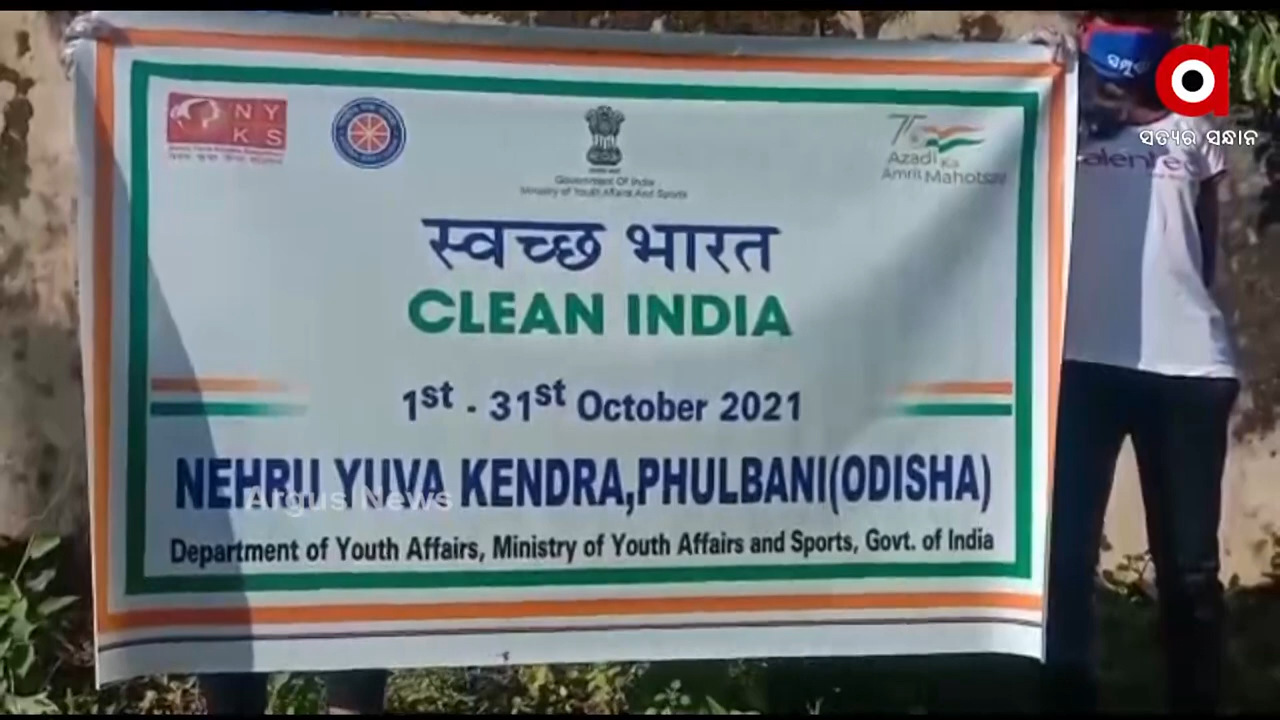 NYKS
Government Of India
Ministry of Youth Affairs And Sports
75
Azadi Ka
Amrit Mahotsav
स्वच्छ भारत
CLEAN INDIA
1st - 31st October 2021
NEHRU YUVA KENDRA,PHULBANI(ODISHA)
Department of Youth Affairs, Ministry of Youth Affairs and Sports, Govt. of India
Argus News
ସତ୍ୟର ସନ୍ଧାନ